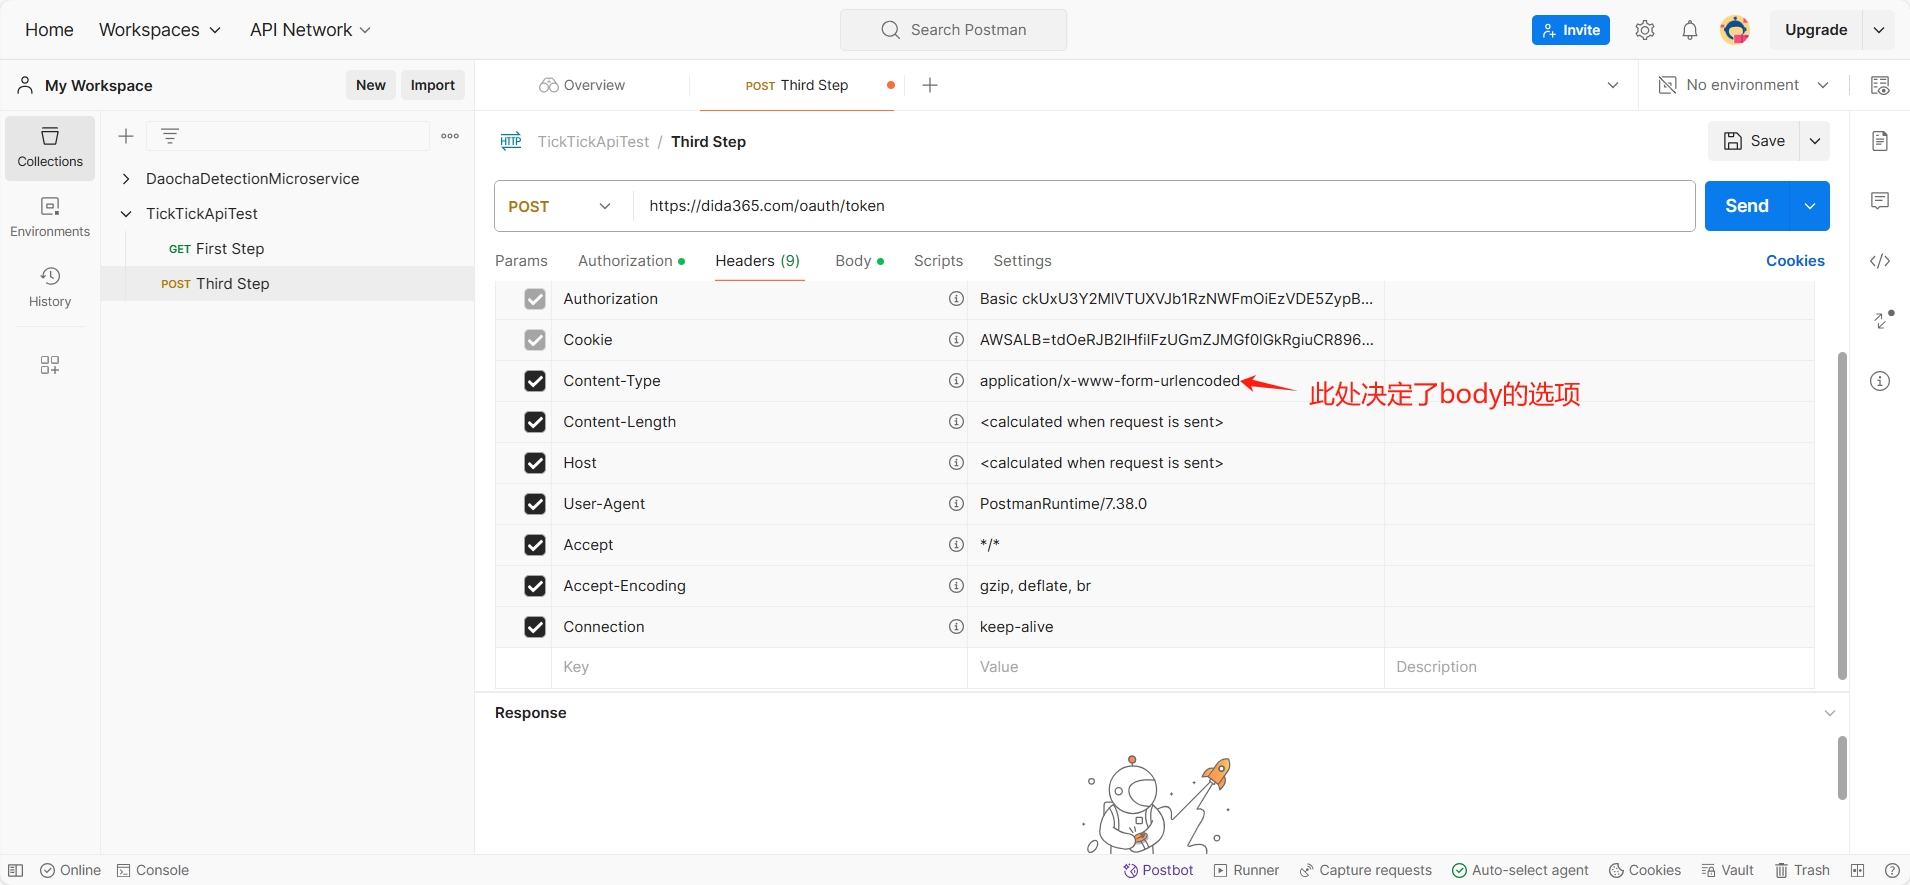 Home Workspaces API Network Search Postman Invite Upgrade
My Workspace New Import Overview POST Third Step No environment
Collections
Environments
History
DaochaDetectionMicroservice
TickTickApiTest
GET First Step
POST Third Step
HTTP TickTickApiTest / Third Step Save
POST https://dida365.com/oauth/token Send
Params Authorization Headers (9) Body Scripts Settings Cookies
Authorization Basic ckUxU3Y2MlVTUXVJb1RzNWFmOiEzVDE5ZypB...
Cookie AWSALB=tdOeRJB2IHfilFzUGmZJMGf0lGkRgiuCR896...
Content-Type application/x-www-form-urlencoded
此处决定了body的选项
Content-Length <calculated when request is sent>
Host <calculated when request is sent>
User-Agent PostmanRuntime/7.38.0
Accept */*
Accept-Encoding gzip, deflate, br
Connection keep-alive
Key Value Description
Response
Online Console Postbot Runner Capture requests Auto-select agent Cookies Vault Trash